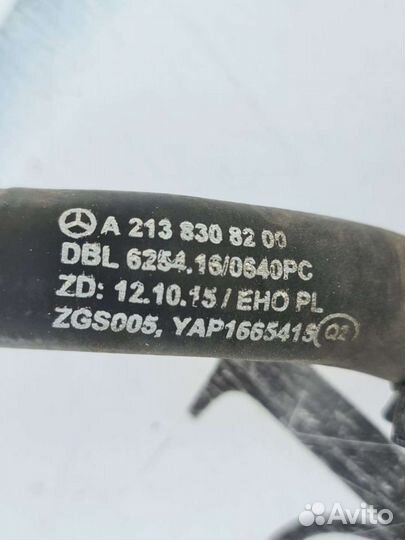 A 213 830 82 00
DBL 6254.16/0640PC
ZD: 12.10.15 / EHO PL
ZGS005, YAP1665415 Q2
Avito